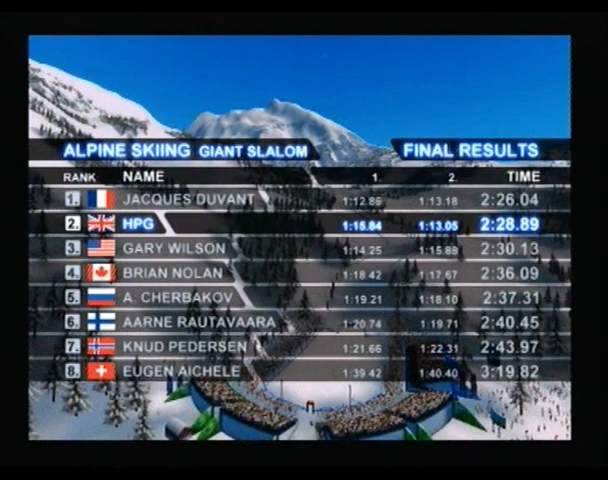 ALPINE SKIING GIANT SLALOM FINAL RESULTS
RANK NAME 1. 2. TIME
1. JACQUES DUVANT 1:12.86 1:13.18 2:26.04
2. HPG 1:15.84 1:13.05 2:28.89
3. GARY WILSON 1:14.25 1:15.88 2:30.13
4. BRIAN NOLAN 1:18.42 1:17.67 2:36.09
5. A. CHERBAKOV 1:19.21 1:18.10 2:37.31
6. AARNE RAUTAVAARA 1:20.74 1:19.71 2:40.45
7. KNUD PEDERSEN 1:21.66 1:22.31 2:43.97
8. EUGEN AICHELE 1:39.42 1:40.40 3:19.82